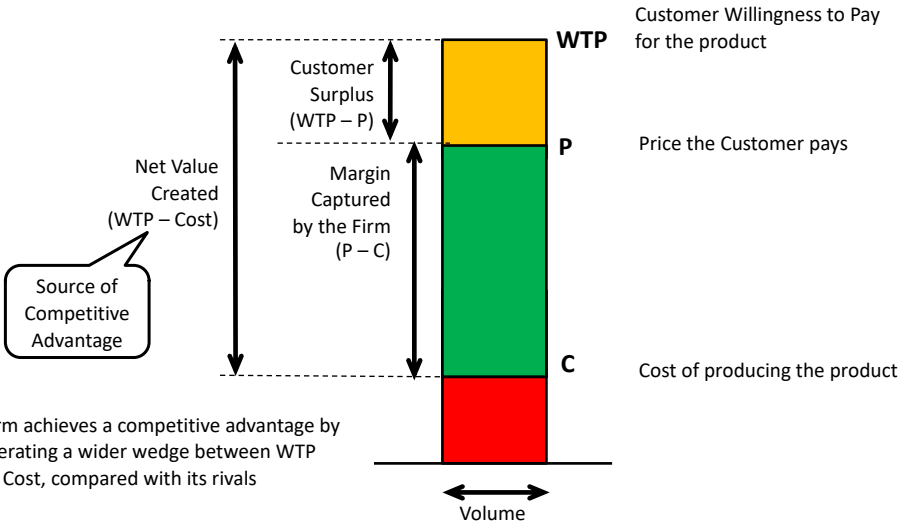 Customer Willingness to Pay
for the product
WTP
Customer
Surplus
(WTP – P)
P
Price the Customer pays
Net Value
Created
(WTP – Cost)
Margin
Captured
by the Firm
(P – C)
Source of
Competitive
Advantage
C
Cost of producing the product
achieves a competitive advantage by
a wider wedge between WTP
Cost, compared with its rivals
Volume